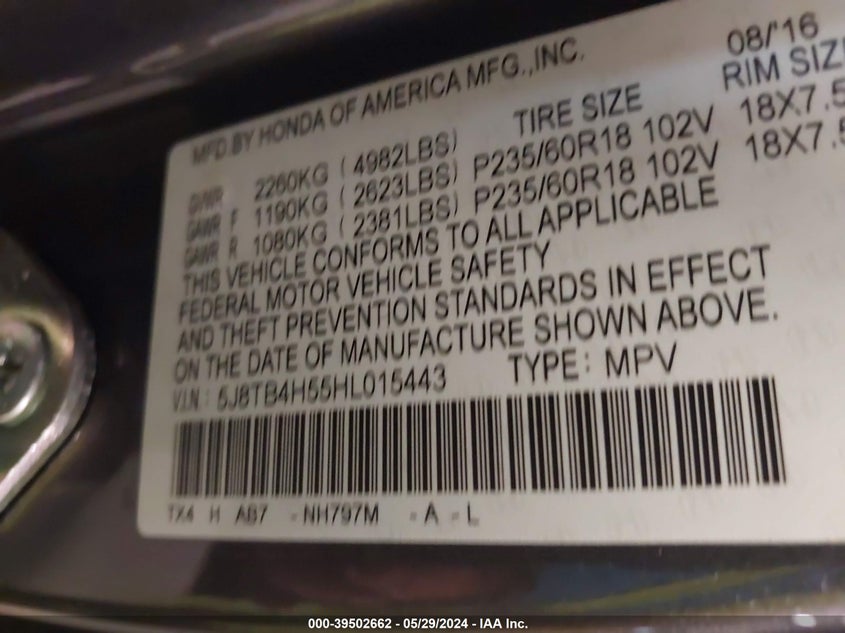 MFD.BY HONDA OF AMERICA MFG.,INC. 08/'16
TIRE SIZE RIM SIZE
GVWR 2260KG ( 4982LBS)
GAWR F 1190KG ( 2623LBS) P235/60R18 102V 18X7.5
GAWR R 1080KG ( 2381LBS) P235/60R18 102V 18X7.5
THIS VEHICLE CONFORMS TO ALL APPLICABLE
FEDERAL MOTOR VEHICLE SAFETY
AND THEFT PREVENTION STANDARDS IN EFFECT
ON THE DATE OF MANUFACTURE SHOWN ABOVE.
V.I.N.: 5J8TB4H55HL015443 TYPE: MPV
TX4 H AB7 -NH797M -A -L
000-39502662 - 05/29/2024 - IAA Inc.